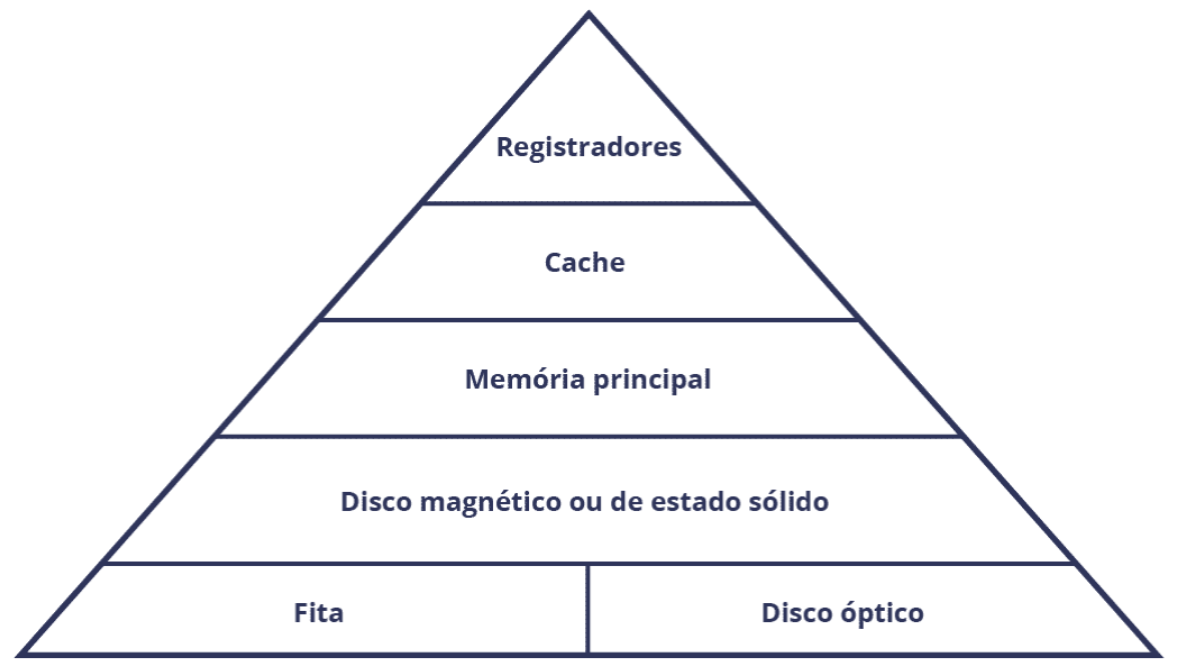 Registradores
Cache
Memória principal
Disco magnético ou de estado sólido
Fita
Disco óptico